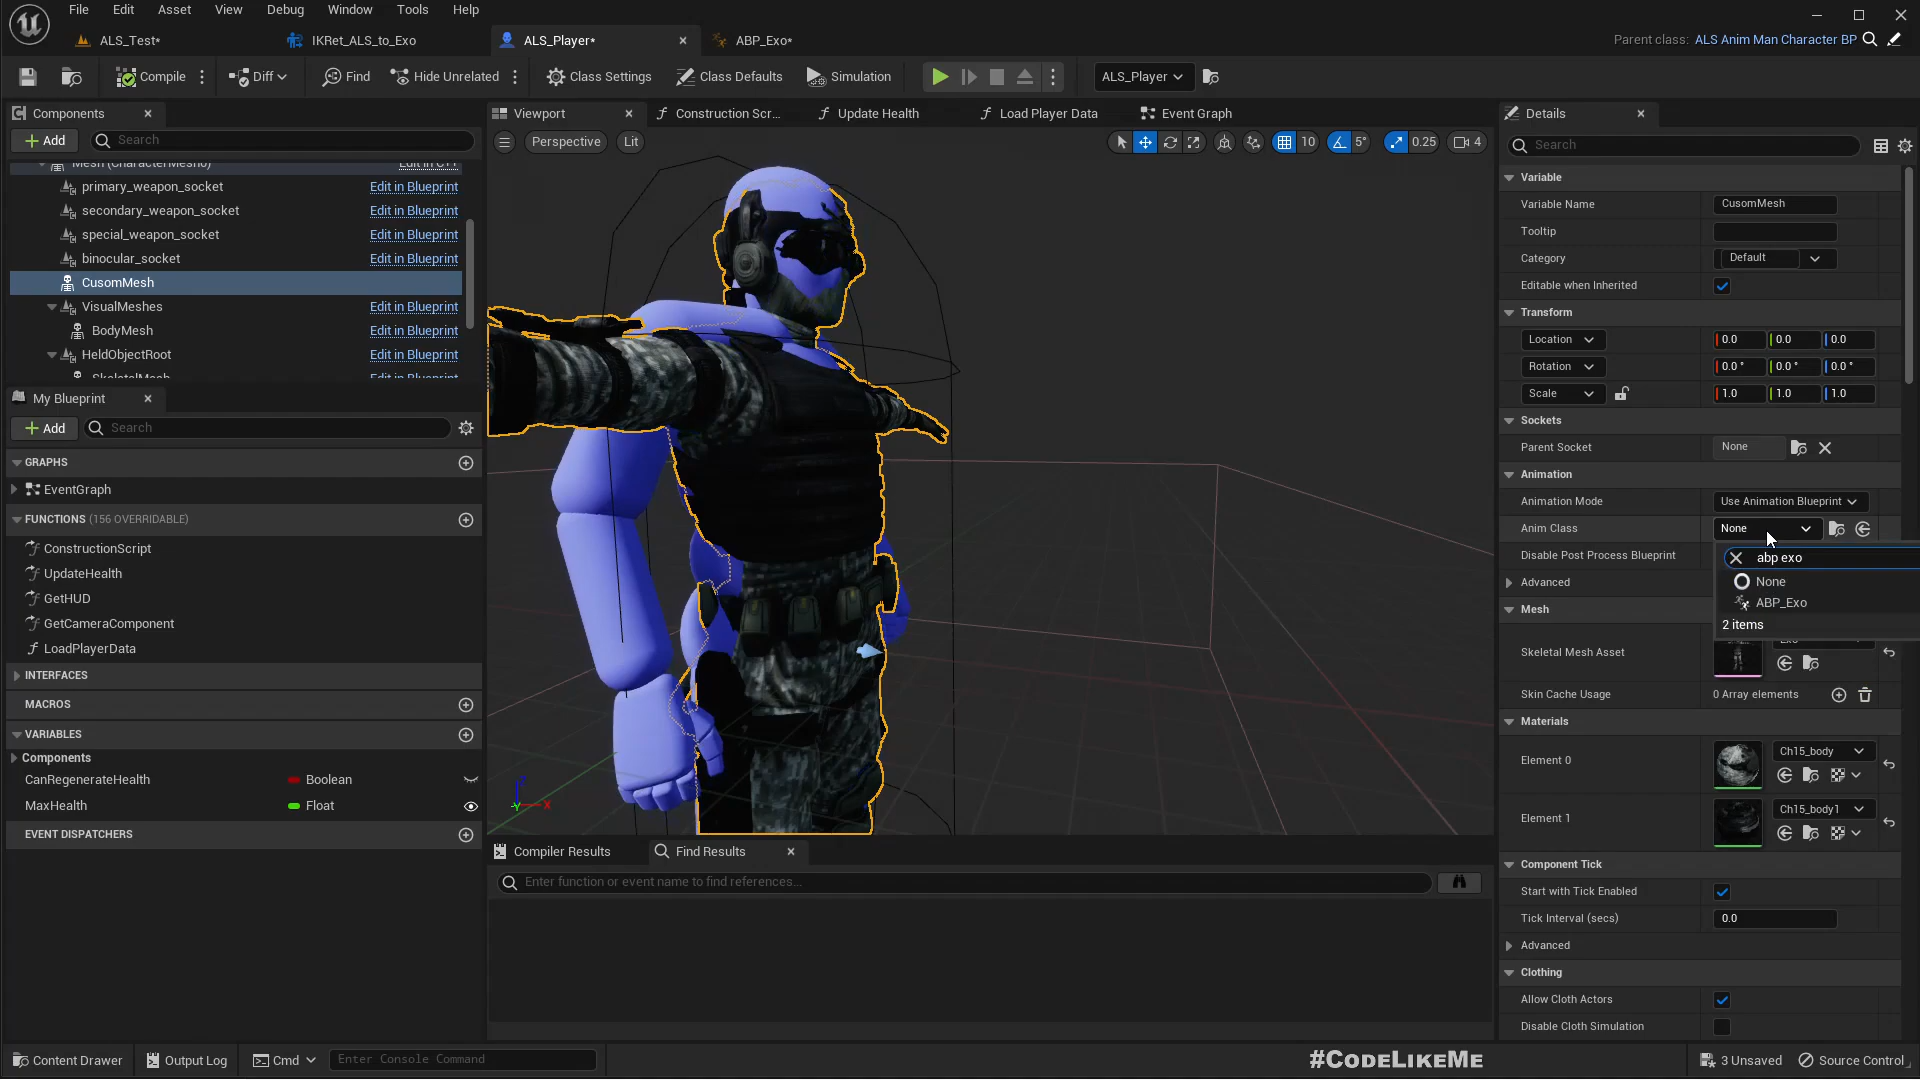 File Edit Asset View Debug Window Tools Help
ALS_Test* IKRet_ALS_to_Exo ALS_Player* ABP_Exo* Parent class: ALS Anim Man Character BP
Compile Diff Find Hide Unrelated Class Settings Class Defaults Simulation ALS_Player
Components Viewport Construction Scr... Update Health Load Player Data Event Graph Details
Add Search Perspective Lit 10 5° 0.25 4 Search
Mesh (CharacterMesh0) Edit in C++
primary_weapon_socket Edit in Blueprint
secondary_weapon_socket Edit in Blueprint
special_weapon_socket Edit in Blueprint
binocular_socket Edit in Blueprint
CusomMesh
VisualMeshes Edit in Blueprint
BodyMesh Edit in Blueprint
HeldObjectRoot Edit in Blueprint
SkeletalMesh Edit in Blueprint
My Blueprint
Add Search
GRAPHS
EventGraph
FUNCTIONS (156 OVERRIDABLE)
ConstructionScript
UpdateHealth
GetHUD
GetCameraComponent
LoadPlayerData
INTERFACES
MACROS
VARIABLES
Components
CanRegenerateHealth Boolean
MaxHealth Float
EVENT DISPATCHERS
Z X Y
Compiler Results Find Results
Enter function or event name to find references...
Variable
Variable Name CusomMesh
Tooltip
Category Default
Editable when Inherited
Transform
Location 0.0 0.0 0.0
Rotation 0.0 ° 0.0 ° 0.0 °
Scale 1.0 1.0 1.0
Sockets
Parent Socket None
Animation
Animation Mode Use Animation Blueprint
Anim Class None
abp exo
Disable Post Process Blueprint
None
Advanced
ABP_Exo
Mesh
2 items
Skeletal Mesh Asset
Skin Cache Usage 0 Array elements
Materials
Element 0 Ch15_body
Element 1 Ch15_body1
Component Tick
Start with Tick Enabled
Tick Interval (secs) 0.0
Advanced
Clothing
Allow Cloth Actors
Disable Cloth Simulation
Content Drawer Output Log Cmd Enter Console Command #CODELIKEME 3 Unsaved Source Control